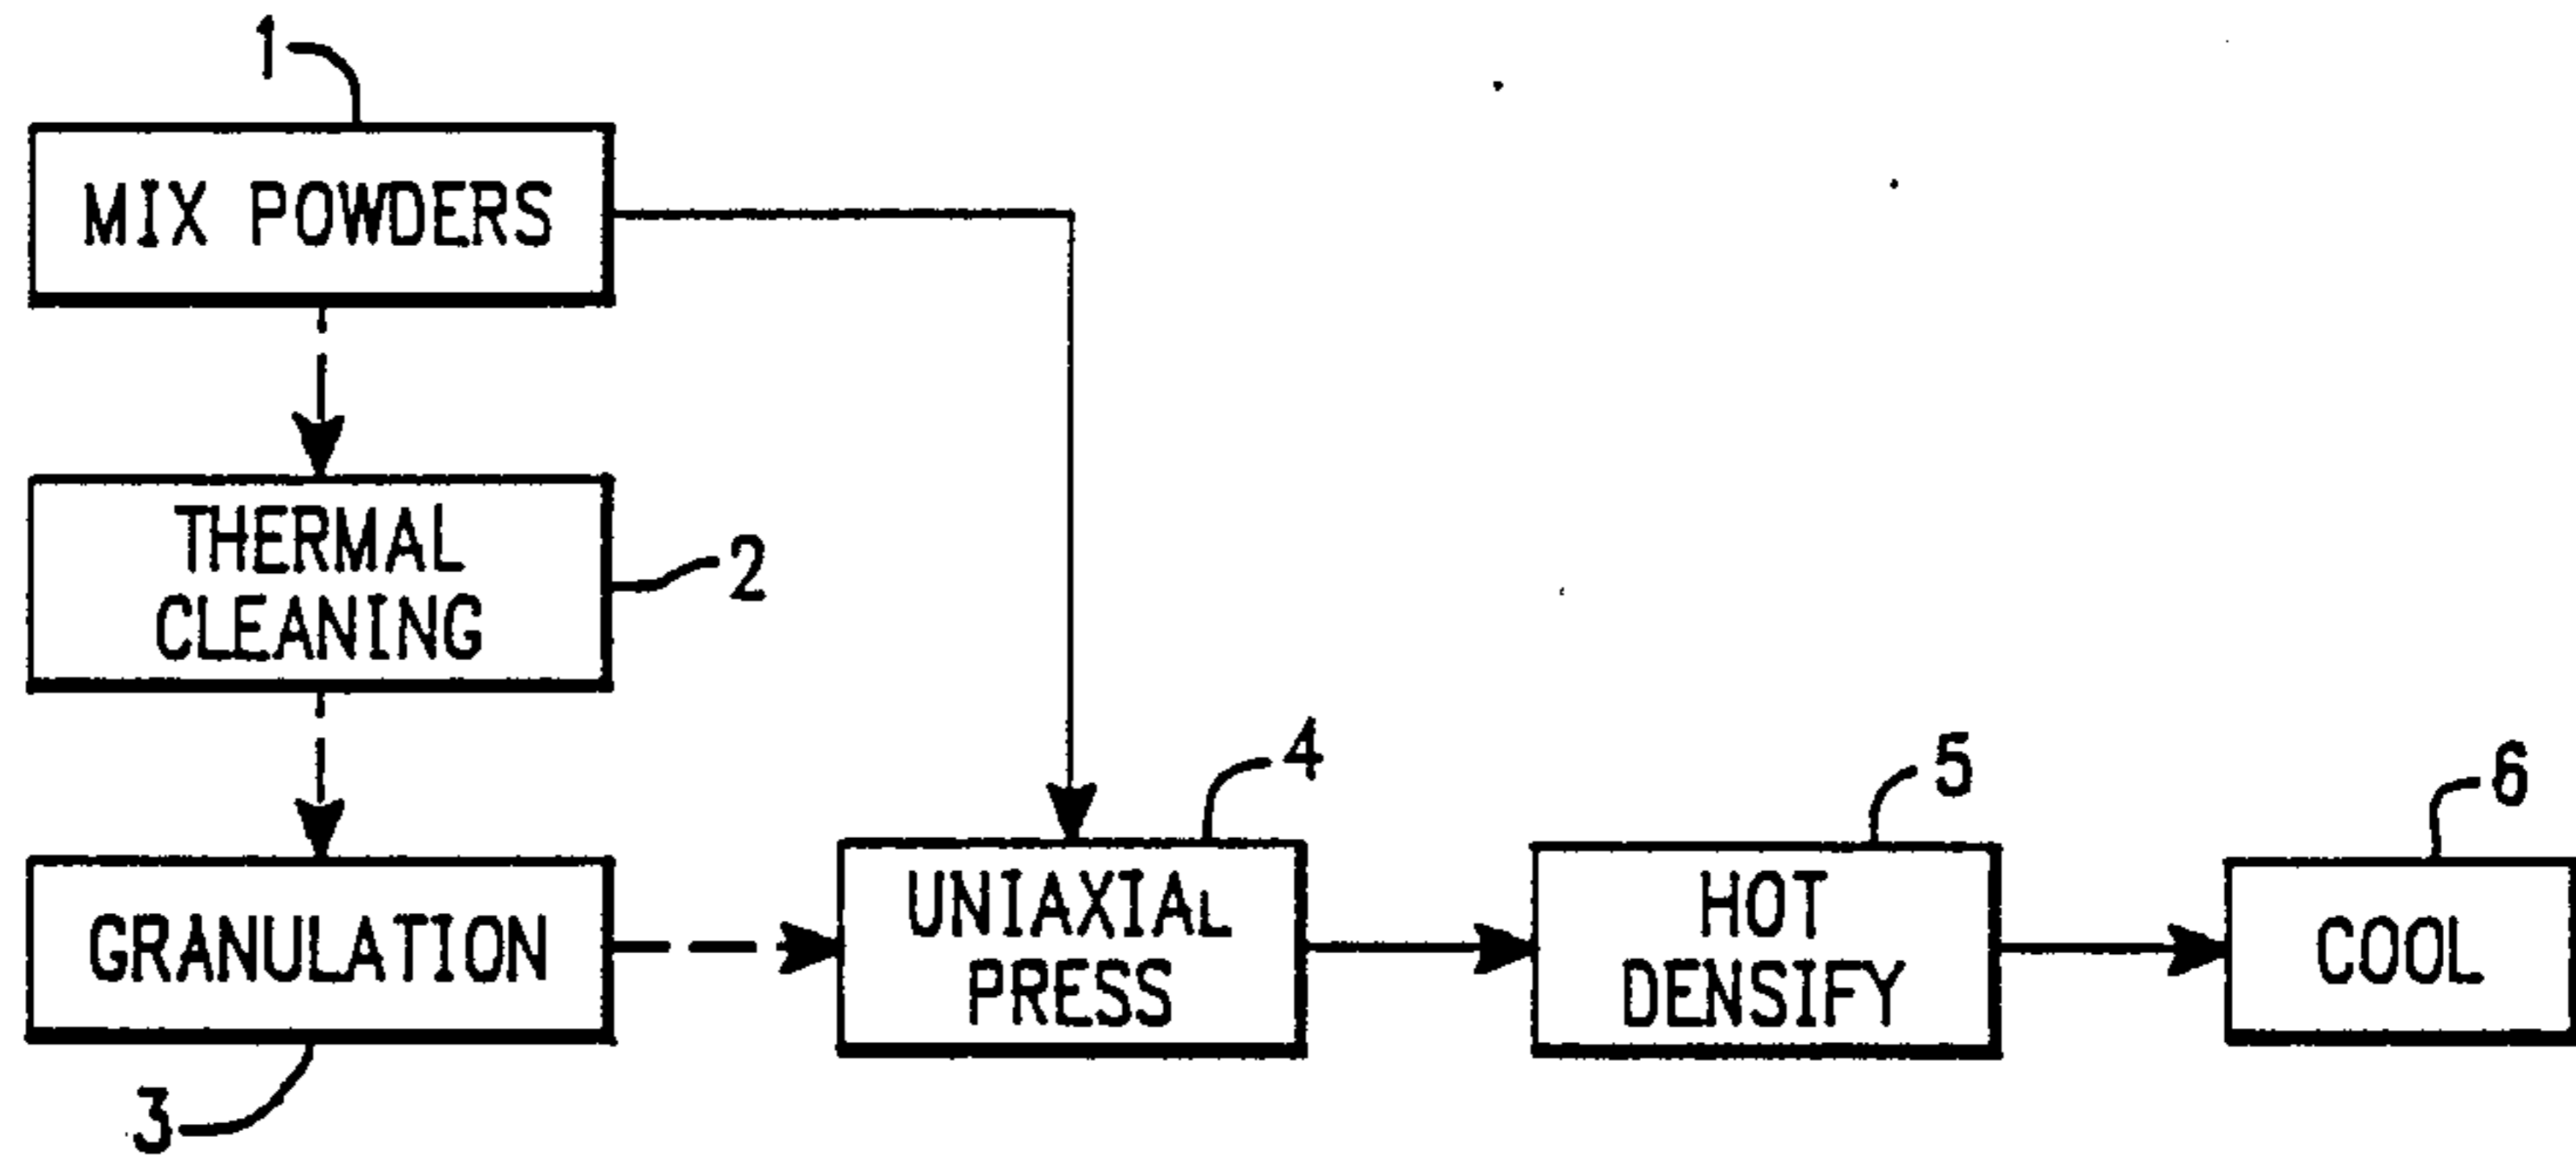 1
MIX POWDERS
THERMAL
CLEANING
2
GRANULATION
3
4
UNIAXIAL
PRESS
5
HOT
DENSIFY
6
COOL